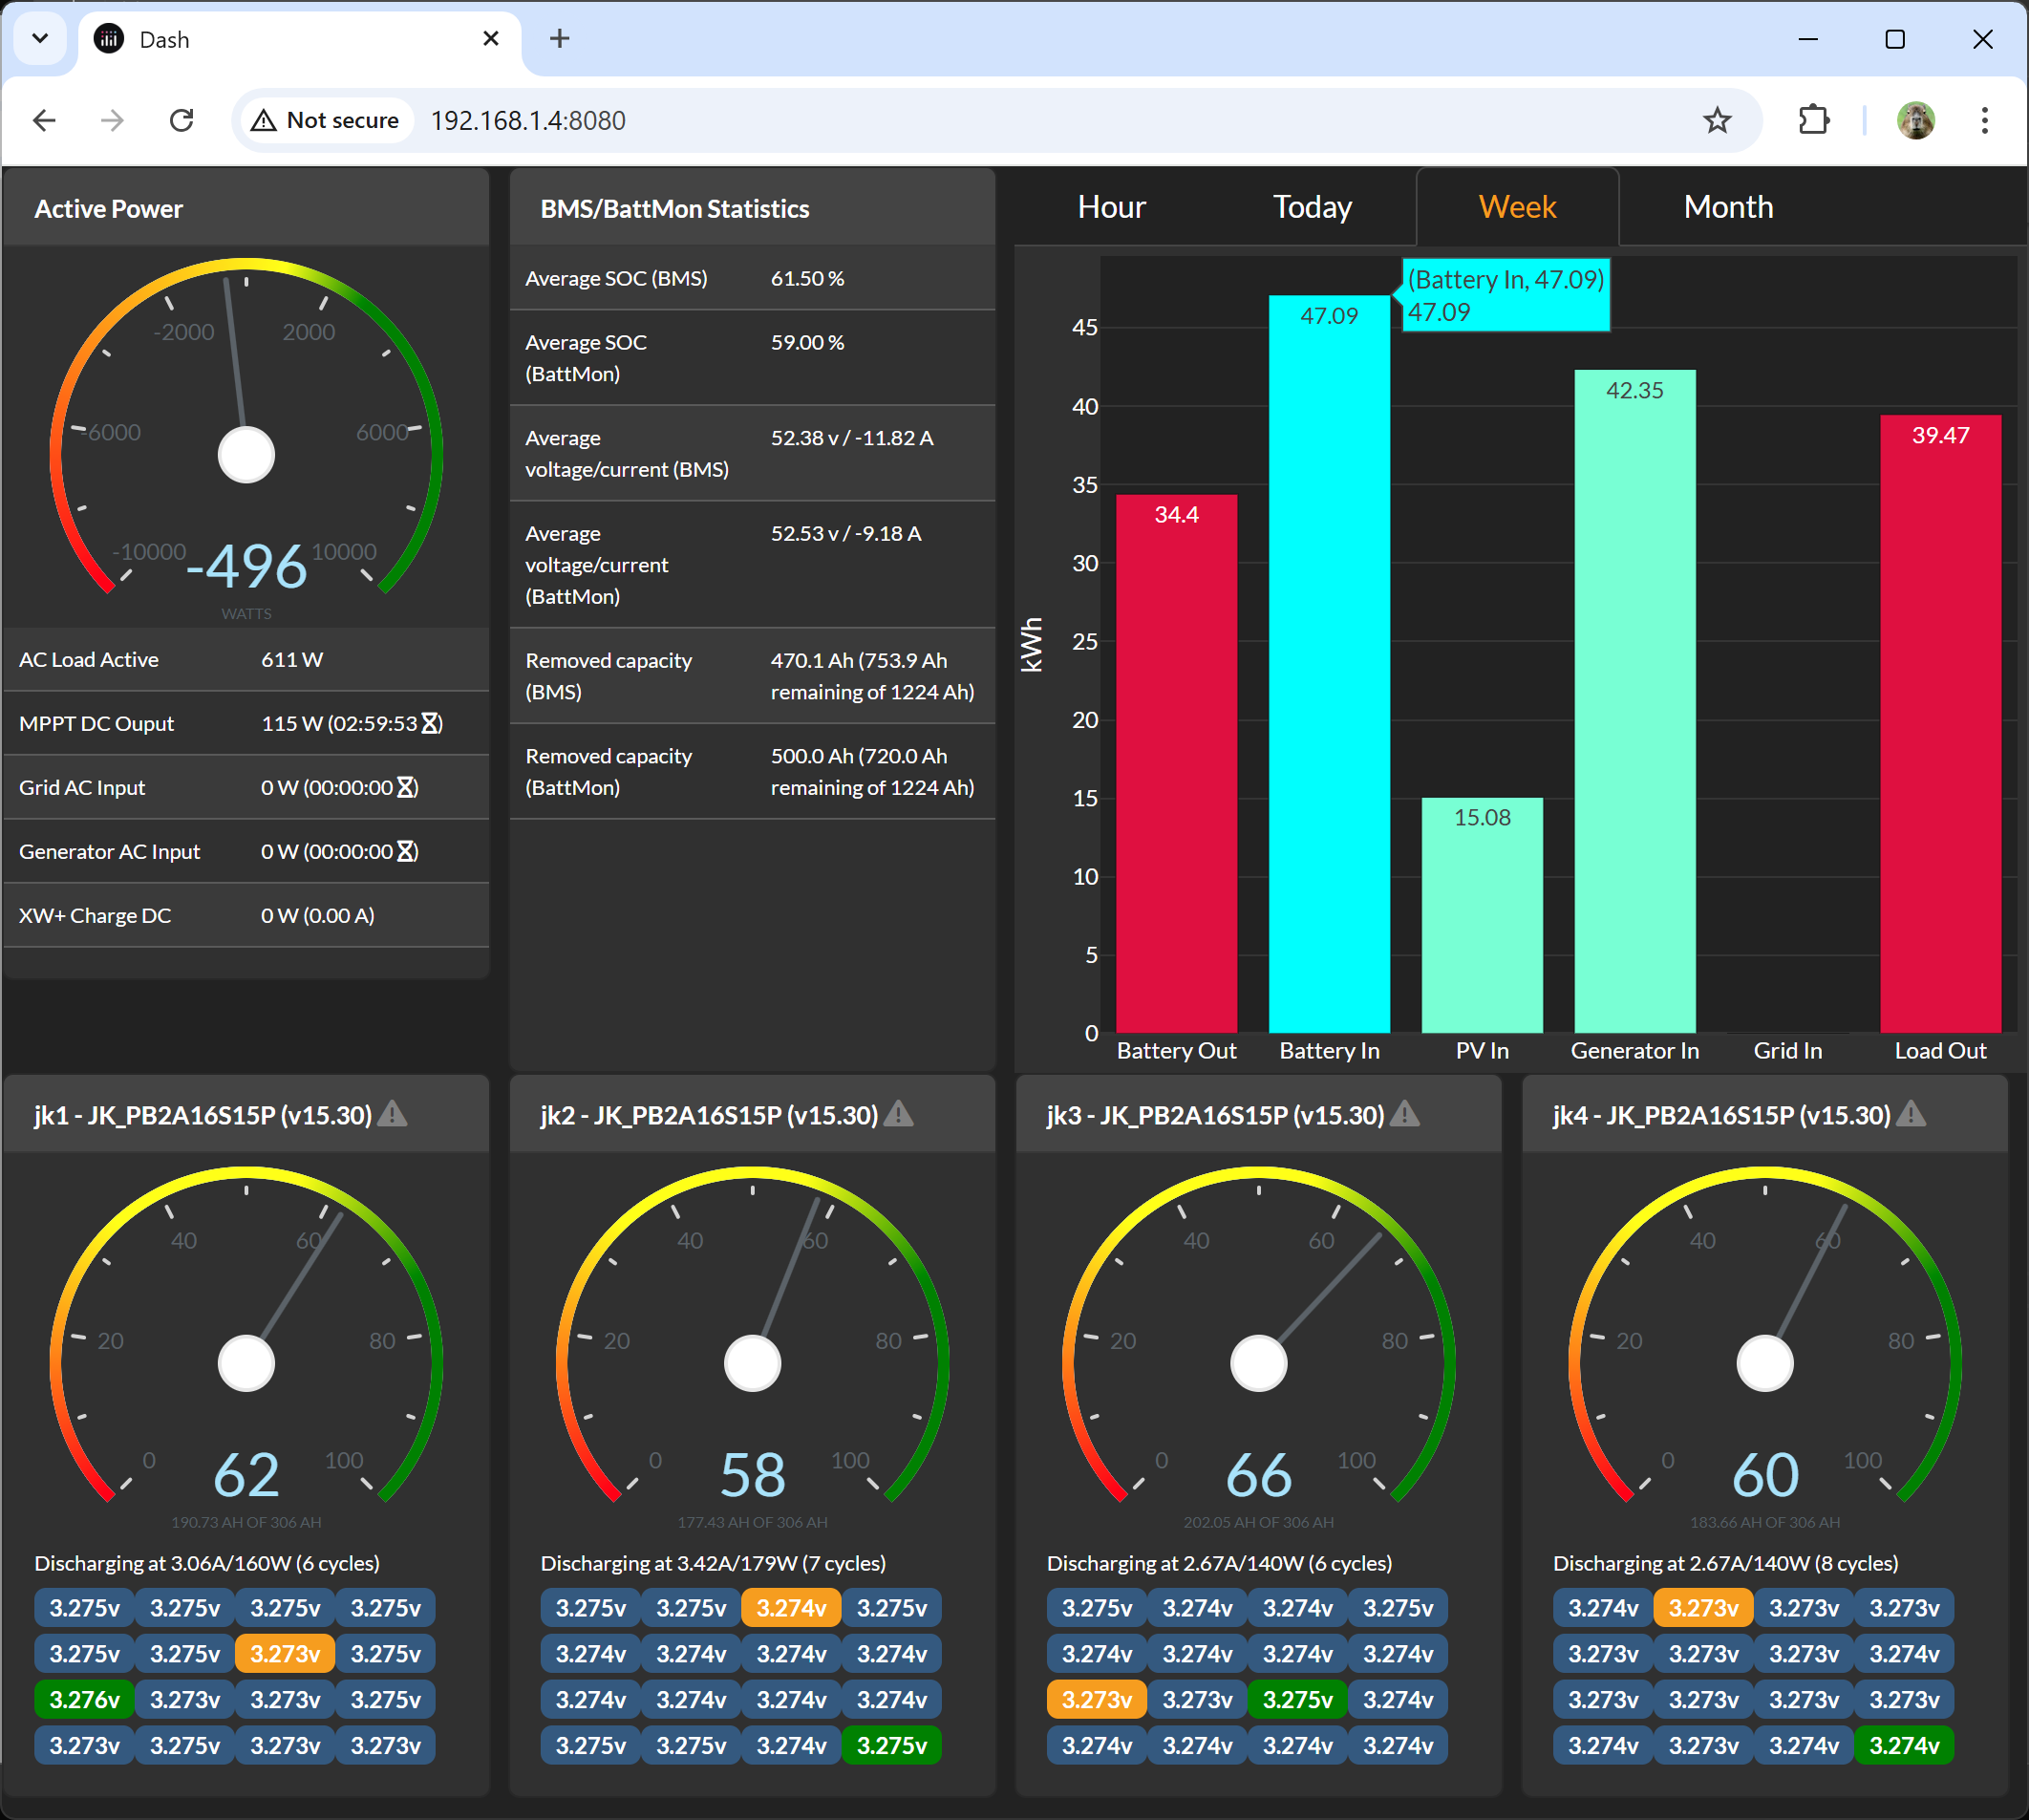 Dash
Not secure
192.168.1.4:8080
Active Power
-2000
2000
-6000
6000
-10000
10000
-496
WATTS
AC Load Active
611 W
MPPT DC Ouput
115 W (02:59:53)
Grid AC Input
0 W (00:00:00)
Generator AC Input
0 W (00:00:00)
XW+ Charge DC
0 W (0.00 A)
BMS/BattMon Statistics
Average SOC (BMS)
61.50 %
Average SOC
(BattMon)
59.00 %
Average
voltage/current (BMS)
52.38 v / -11.82 A
Average
voltage/current
(BattMon)
52.53 v / -9.18 A
Removed capacity
(BMS)
470.1 Ah (753.9 Ah
remaining of 1224 Ah)
Removed capacity
(BattMon)
500.0 Ah (720.0 Ah
remaining of 1224 Ah)
Hour
Today
Week
Month
(Battery In, 47.09)
47.09
kWh
45
40
35
30
25
20
15
10
5
0
34.4
47.09
15.08
42.35
39.47
Battery Out
Battery In
PV In
Generator In
Grid In
Load Out
jk1 - JK_PB2A16S15P (v15.30)
40
60
20
80
0
100
62
190.73 AH OF 306 AH
Discharging at 3.06A/160W (6 cycles)
3.275v 3.275v 3.275v 3.275v
3.275v 3.275v 3.273v 3.275v
3.276v 3.273v 3.273v 3.275v
3.273v 3.275v 3.273v 3.273v
jk2 - JK_PB2A16S15P (v15.30)
40
60
20
80
0
100
58
177.43 AH OF 306 AH
Discharging at 3.42A/179W (7 cycles)
3.275v 3.275v 3.274v 3.275v
3.274v 3.274v 3.274v 3.274v
3.274v 3.274v 3.274v 3.274v
3.275v 3.275v 3.274v 3.275v
jk3 - JK_PB2A16S15P (v15.30)
40
60
20
80
0
100
66
202.05 AH OF 306 AH
Discharging at 2.67A/140W (6 cycles)
3.275v 3.274v 3.274v 3.275v
3.274v 3.274v 3.274v 3.274v
3.273v 3.273v 3.275v 3.274v
3.274v 3.274v 3.274v 3.274v
jk4 - JK_PB2A16S15P (v15.30)
40
60
20
80
0
100
60
183.66 AH OF 306 AH
Discharging at 2.67A/140W (8 cycles)
3.274v 3.273v 3.273v 3.273v
3.273v 3.273v 3.273v 3.274v
3.273v 3.273v 3.273v 3.273v
3.274v 3.273v 3.274v 3.274v